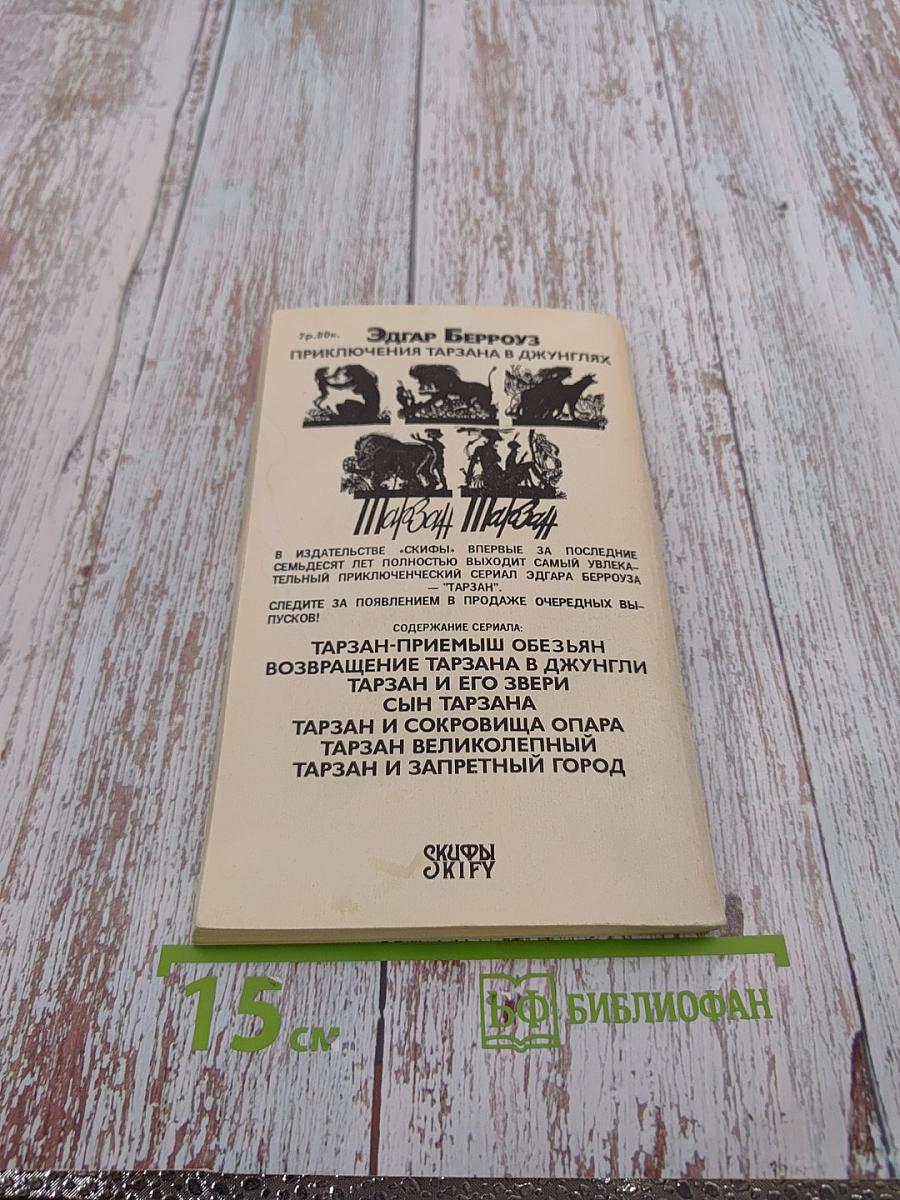 7р.80к.
ЭДГАР БЕРРОУЗ
ПРИКЛЮЧЕНИЯ ТАРЗАНА В ДЖУНГЛЯХ
Тарзан Тарзан
В ИЗДАТЕЛЬСТВЕ «СКИФЫ» ВПЕРВЫЕ ЗА ПОСЛЕДНИЕ
СЕМЬДЕСЯТ ЛЕТ ПОЛНОСТЬЮ ВЫХОДИТ САМЫЙ УВЛЕКА-
ТЕЛЬНЫЙ ПРИКЛЮЧЕНЧЕСКИЙ СЕРИАЛ ЭДГАРА БЕРРОУЗА
— "ТАРЗАН".
СЛЕДИТЕ ЗА ПОЯВЛЕНИЕМ В ПРОДАЖЕ ОЧЕРЕДНЫХ ВЫ-
ПУСКОВ!
СОДЕРЖАНИЕ СЕРИАЛА:
ТАРЗАН-ПРИЕМЫШ ОБЕЗЬЯН
ВОЗВРАЩЕНИЕ ТАРЗАНА В ДЖУНГЛИ
ТАРЗАН И ЕГО ЗВЕРИ
СЫН ТАРЗАНА
ТАРЗАН И СОКРОВИЩА ОПАРА
ТАРЗАН ВЕЛИКОЛЕПНЫЙ
ТАРЗАН И ЗАПРЕТНЫЙ ГОРОД
СКИФЫ
SKIFY
15 см
БФ БИБЛИОФАН